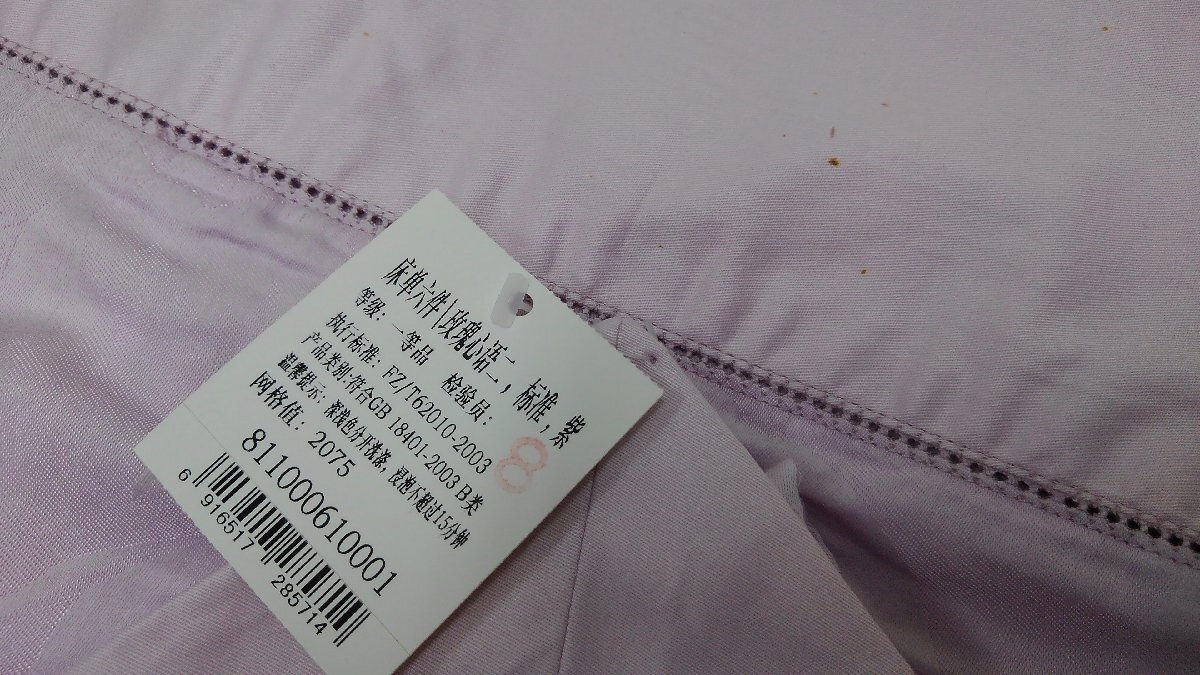 床单六件|玫瑰心语二，标准，紫
等级：一等品 检验员：
8
执行标准：FZ/T62010-2003
产品类别:符合GB 18401-2003 B类
温馨提示：深浅色分开洗涤，浸泡不超过15分钟
网格值：2075
811000610001
6 916517 285714